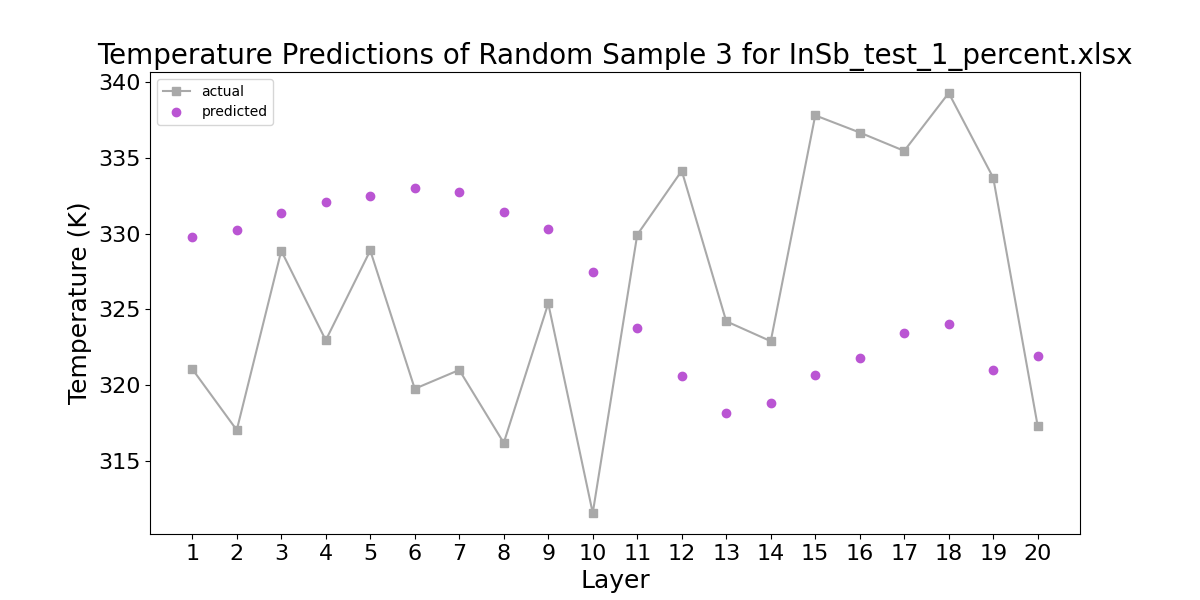 Temperature Predictions of Random Sample 3 for InSb_test_1_percent.xlsx
actual
predicted
Temperature (K)
340
335
330
325
320
315
1 2 3 4 5 6 7 8 9 10 11 12 13 14 15 16 17 18 19 20
Layer